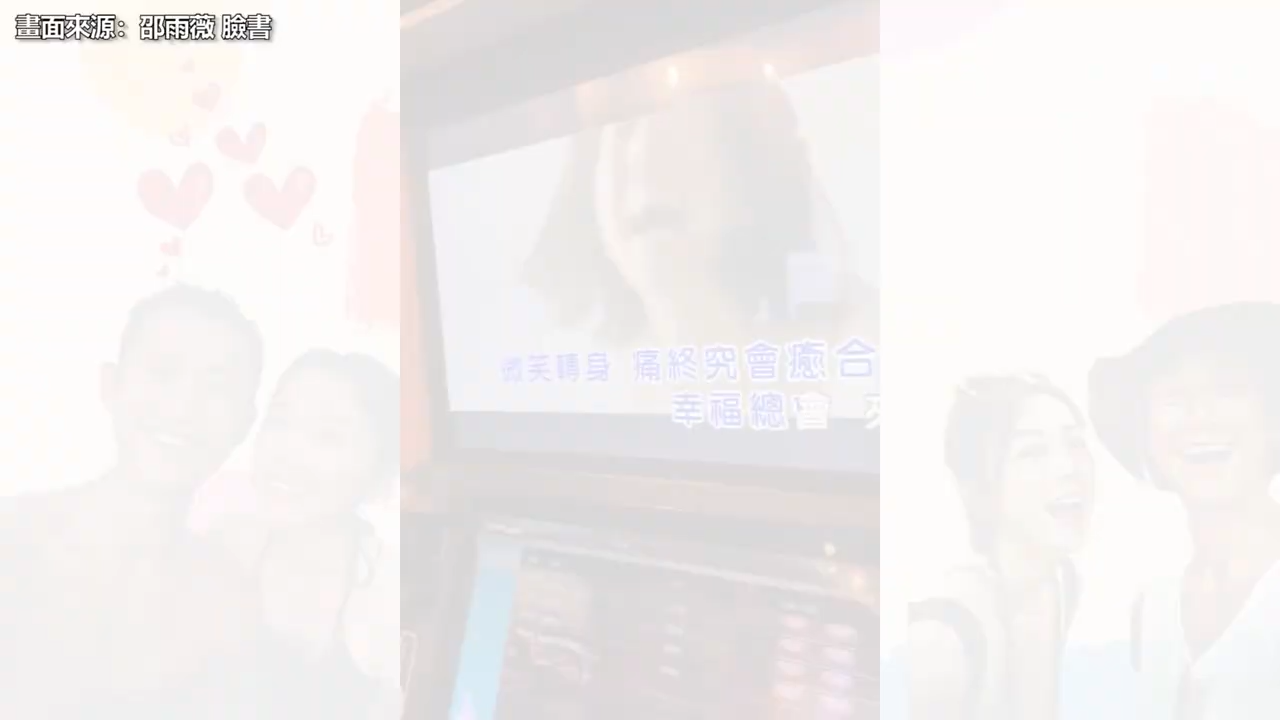 畫面來源：邵雨薇 臉書
微笑轉身 痛終究會癒合
幸福總會